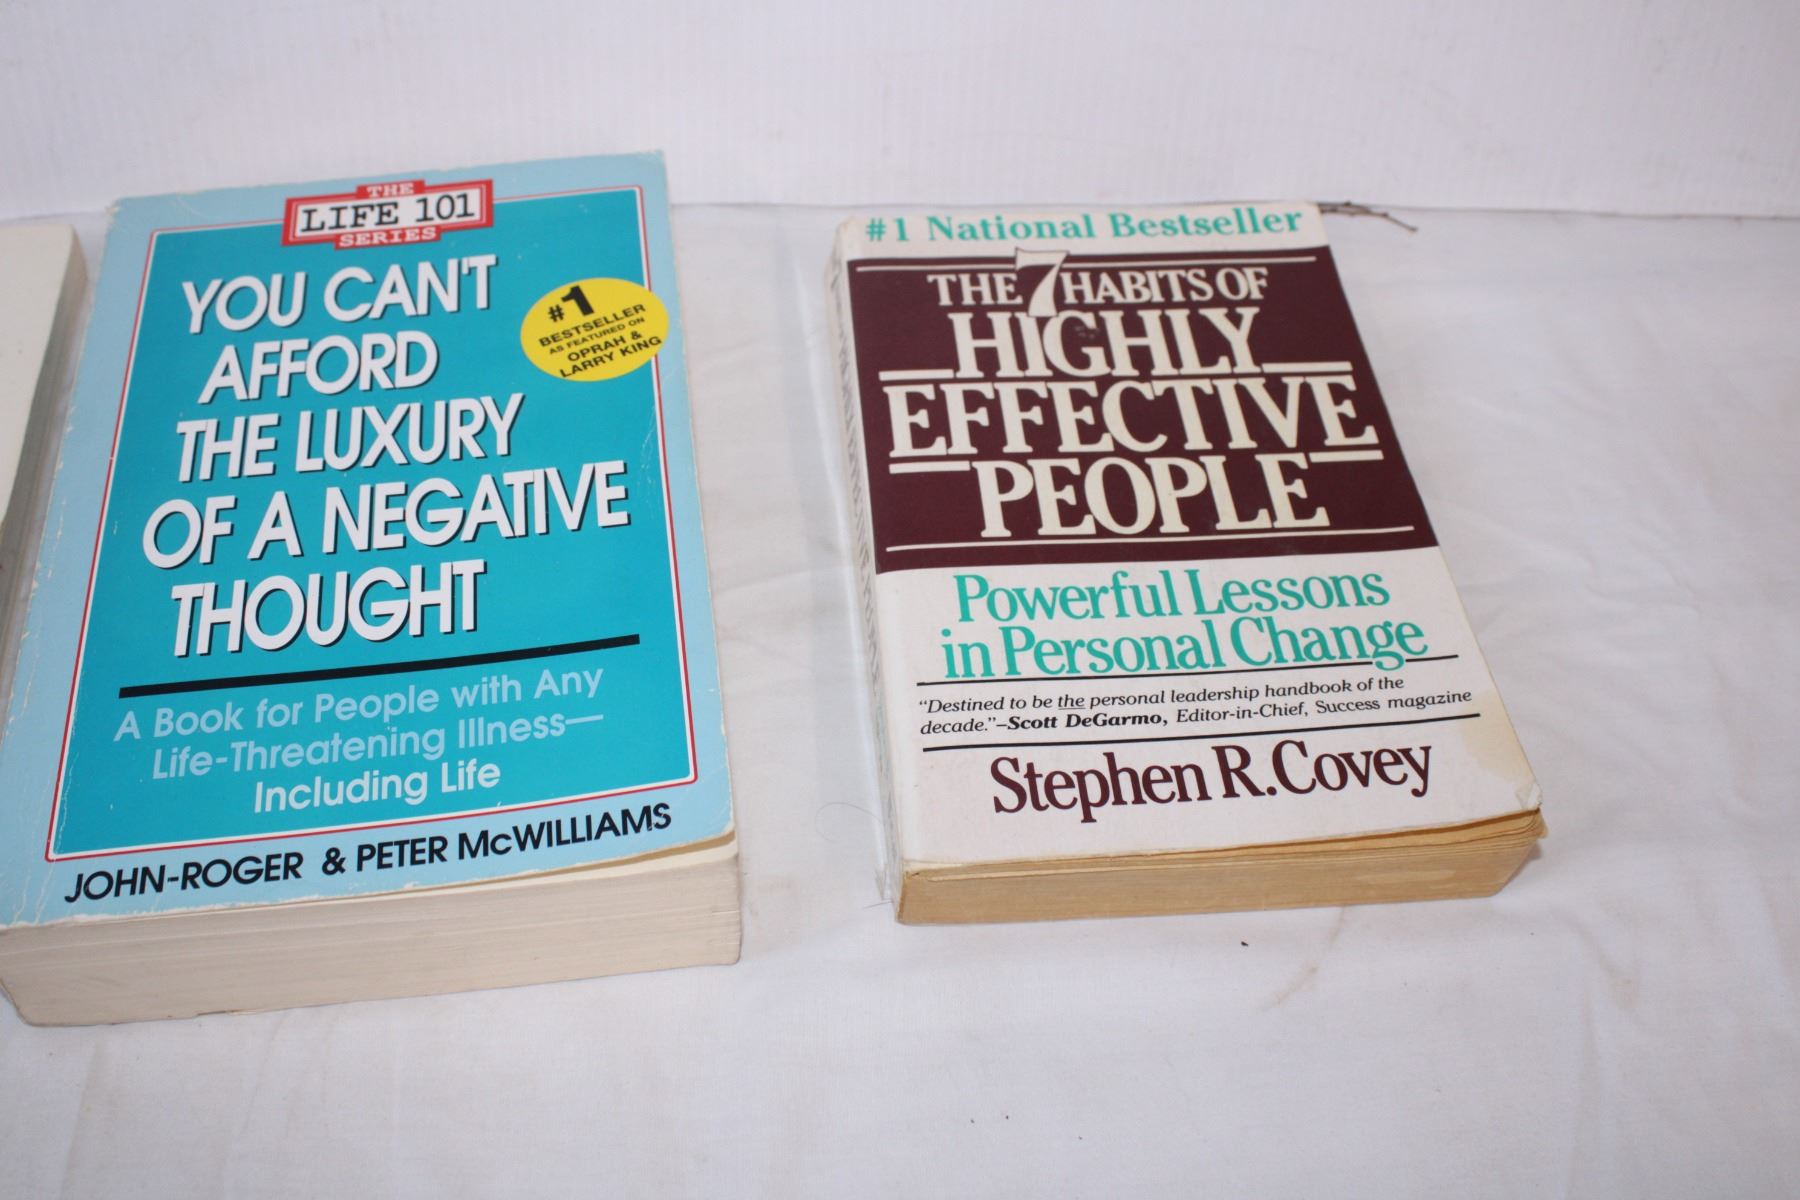 THE
LIFE 101
SERIES
YOU CAN'T
AFFORD
THE LUXURY
OF A NEGATIVE
THOUGHT
#1
BESTSELLER
AS FEATURED ON
OPRAH &
LARRY KING
A Book for People with Any
Life-Threatening Illness—
Including Life
JOHN-ROGER & PETER McWILLIAMS
#1 National Bestseller
THE 7 HABITS OF
HIGHLY
EFFECTIVE
PEOPLE
Powerful Lessons
in Personal Change
"Destined to be the personal leadership handbook of the
decade."–Scott DeGarmo, Editor-in-Chief, Success magazine
Stephen R. Covey